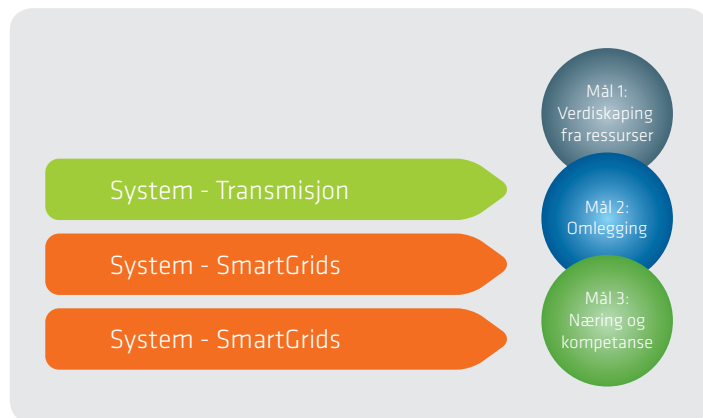 Mål 1:
Verdiskaping
fra ressurser
System - Transmisjon
Mål 2:
Omlegging
System - SmartGrids
Mål 3:
Næring og
kompetanse
System - SmartGrids